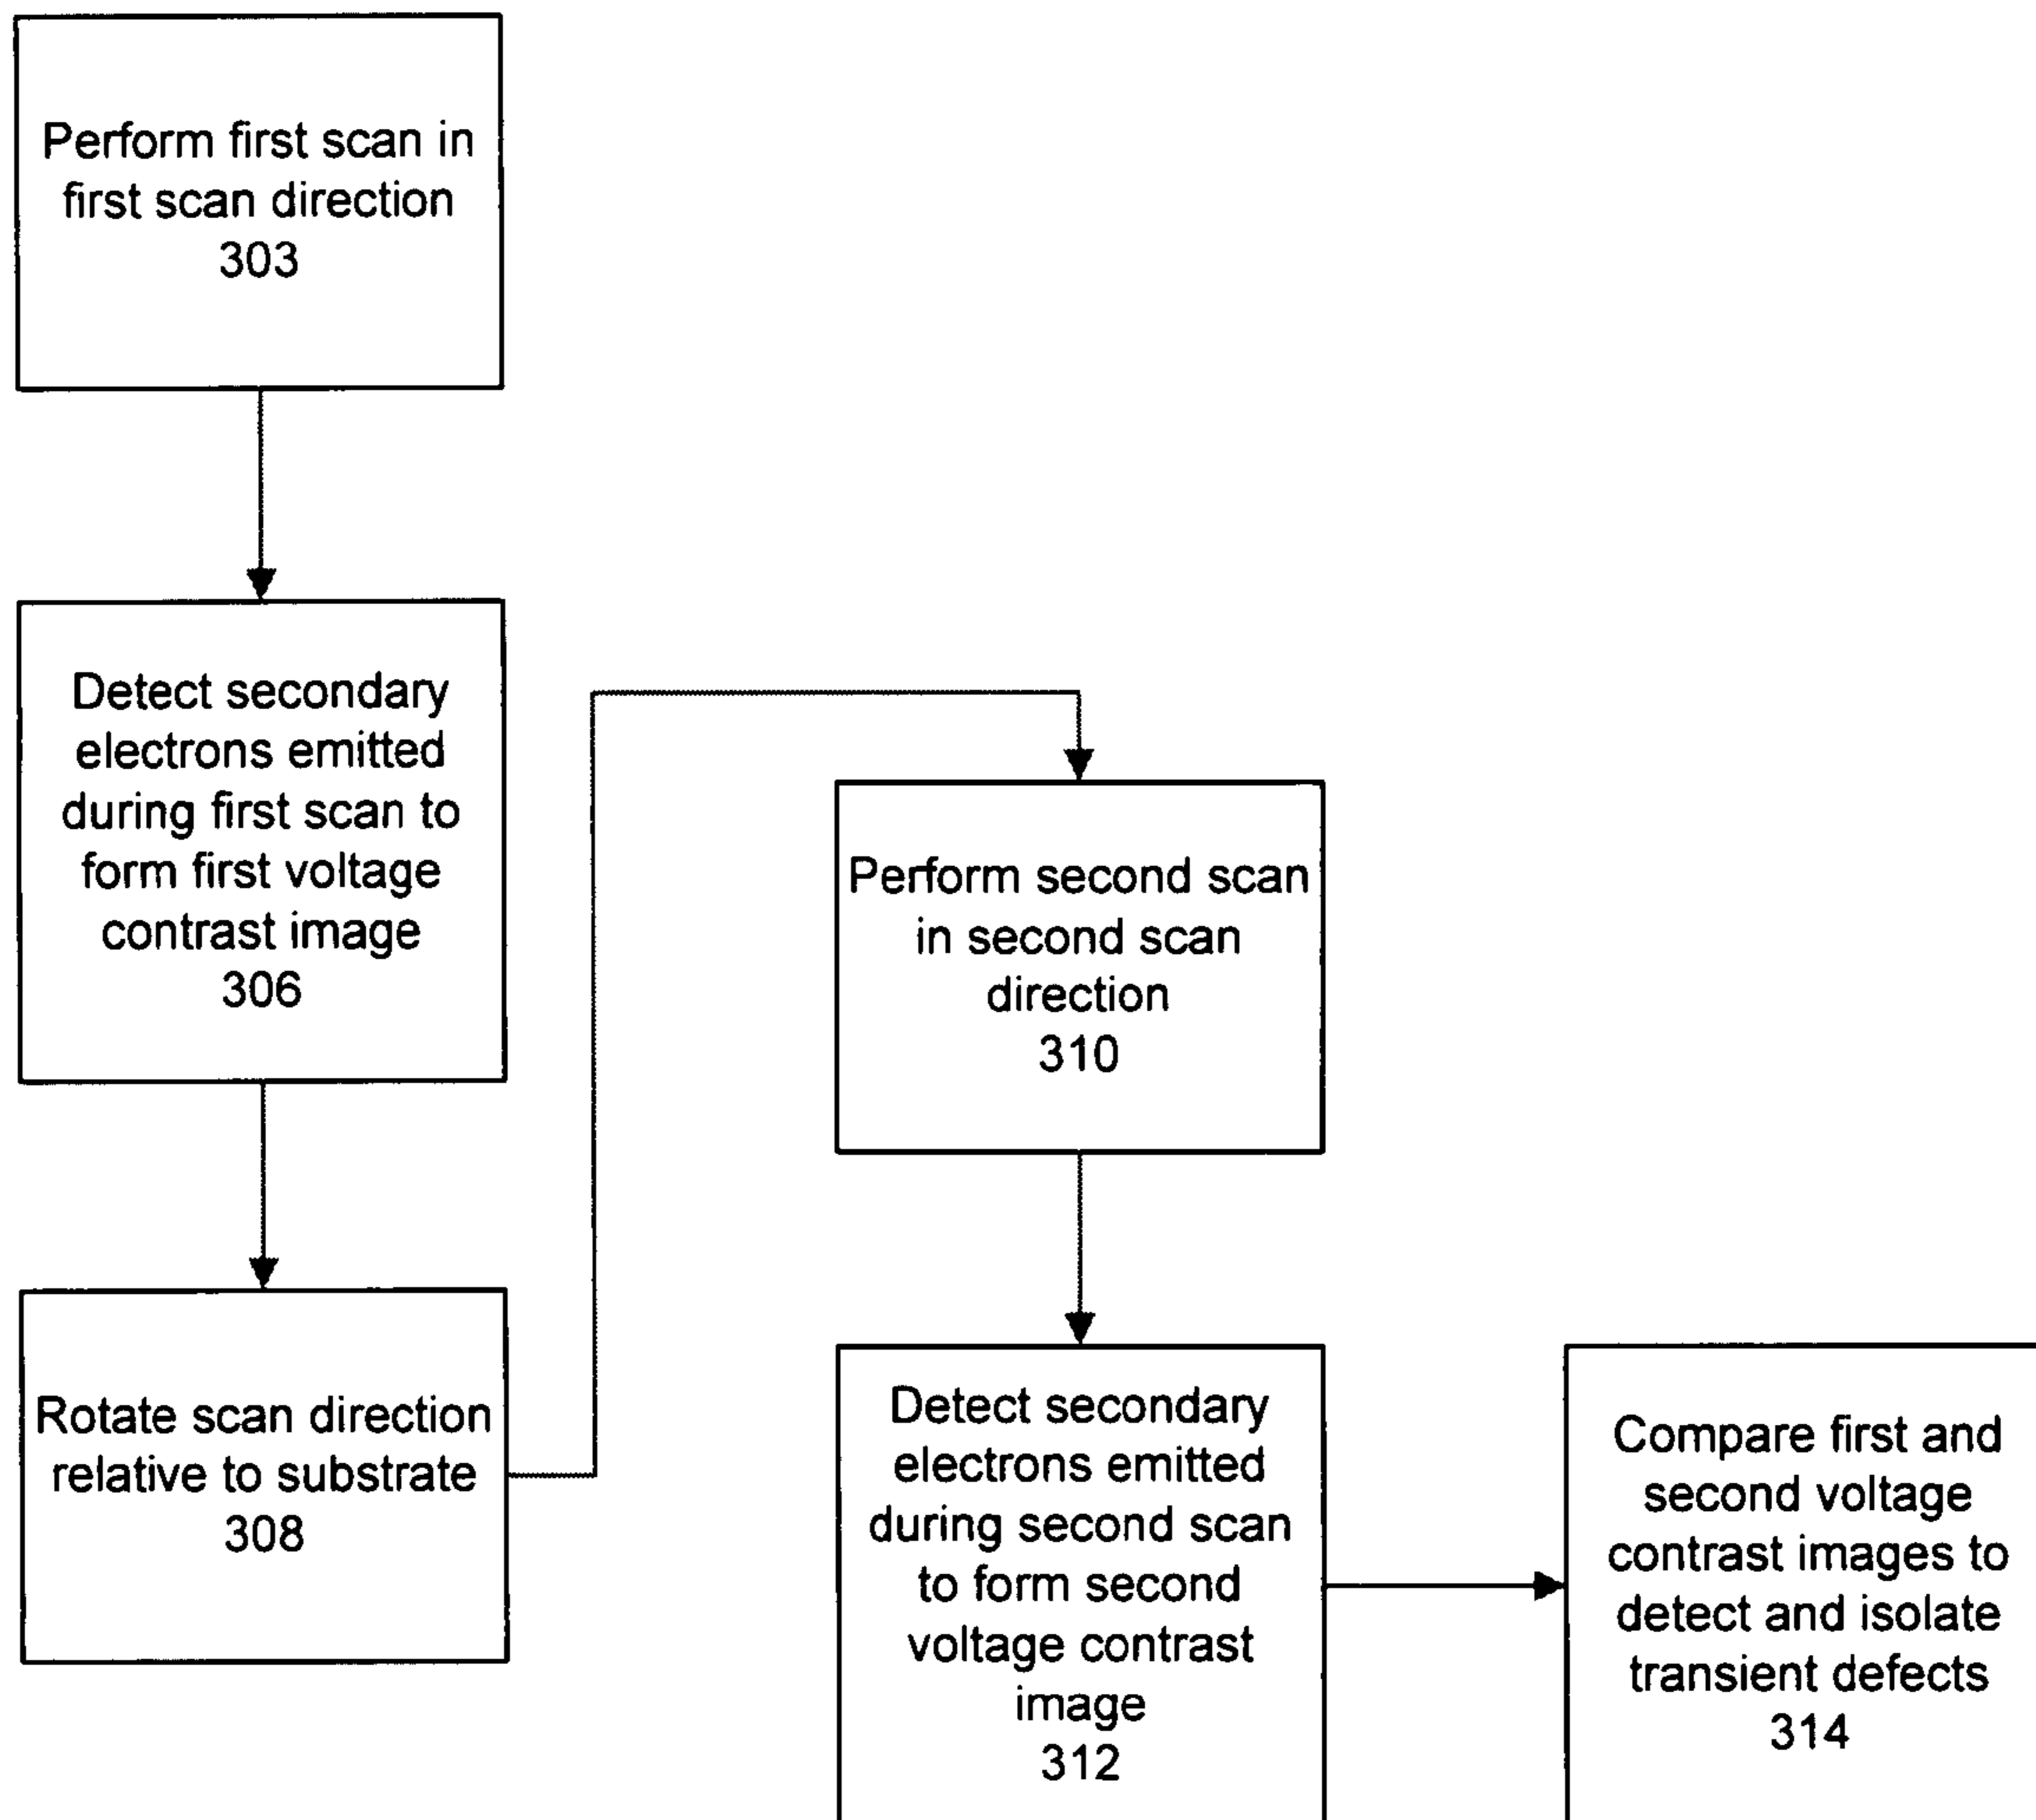 Perform first scan in
first scan direction
303
Detect secondary
electrons emitted
during first scan to
form first voltage
contrast image
306
Rotate scan direction
relative to substrate
308
Perform second scan
in second scan
direction
310
Detect secondary
electrons emitted
during second scan
to form second
voltage contrast
image
312
Compare first and
second voltage
contrast images to
detect and isolate
transient defects
314